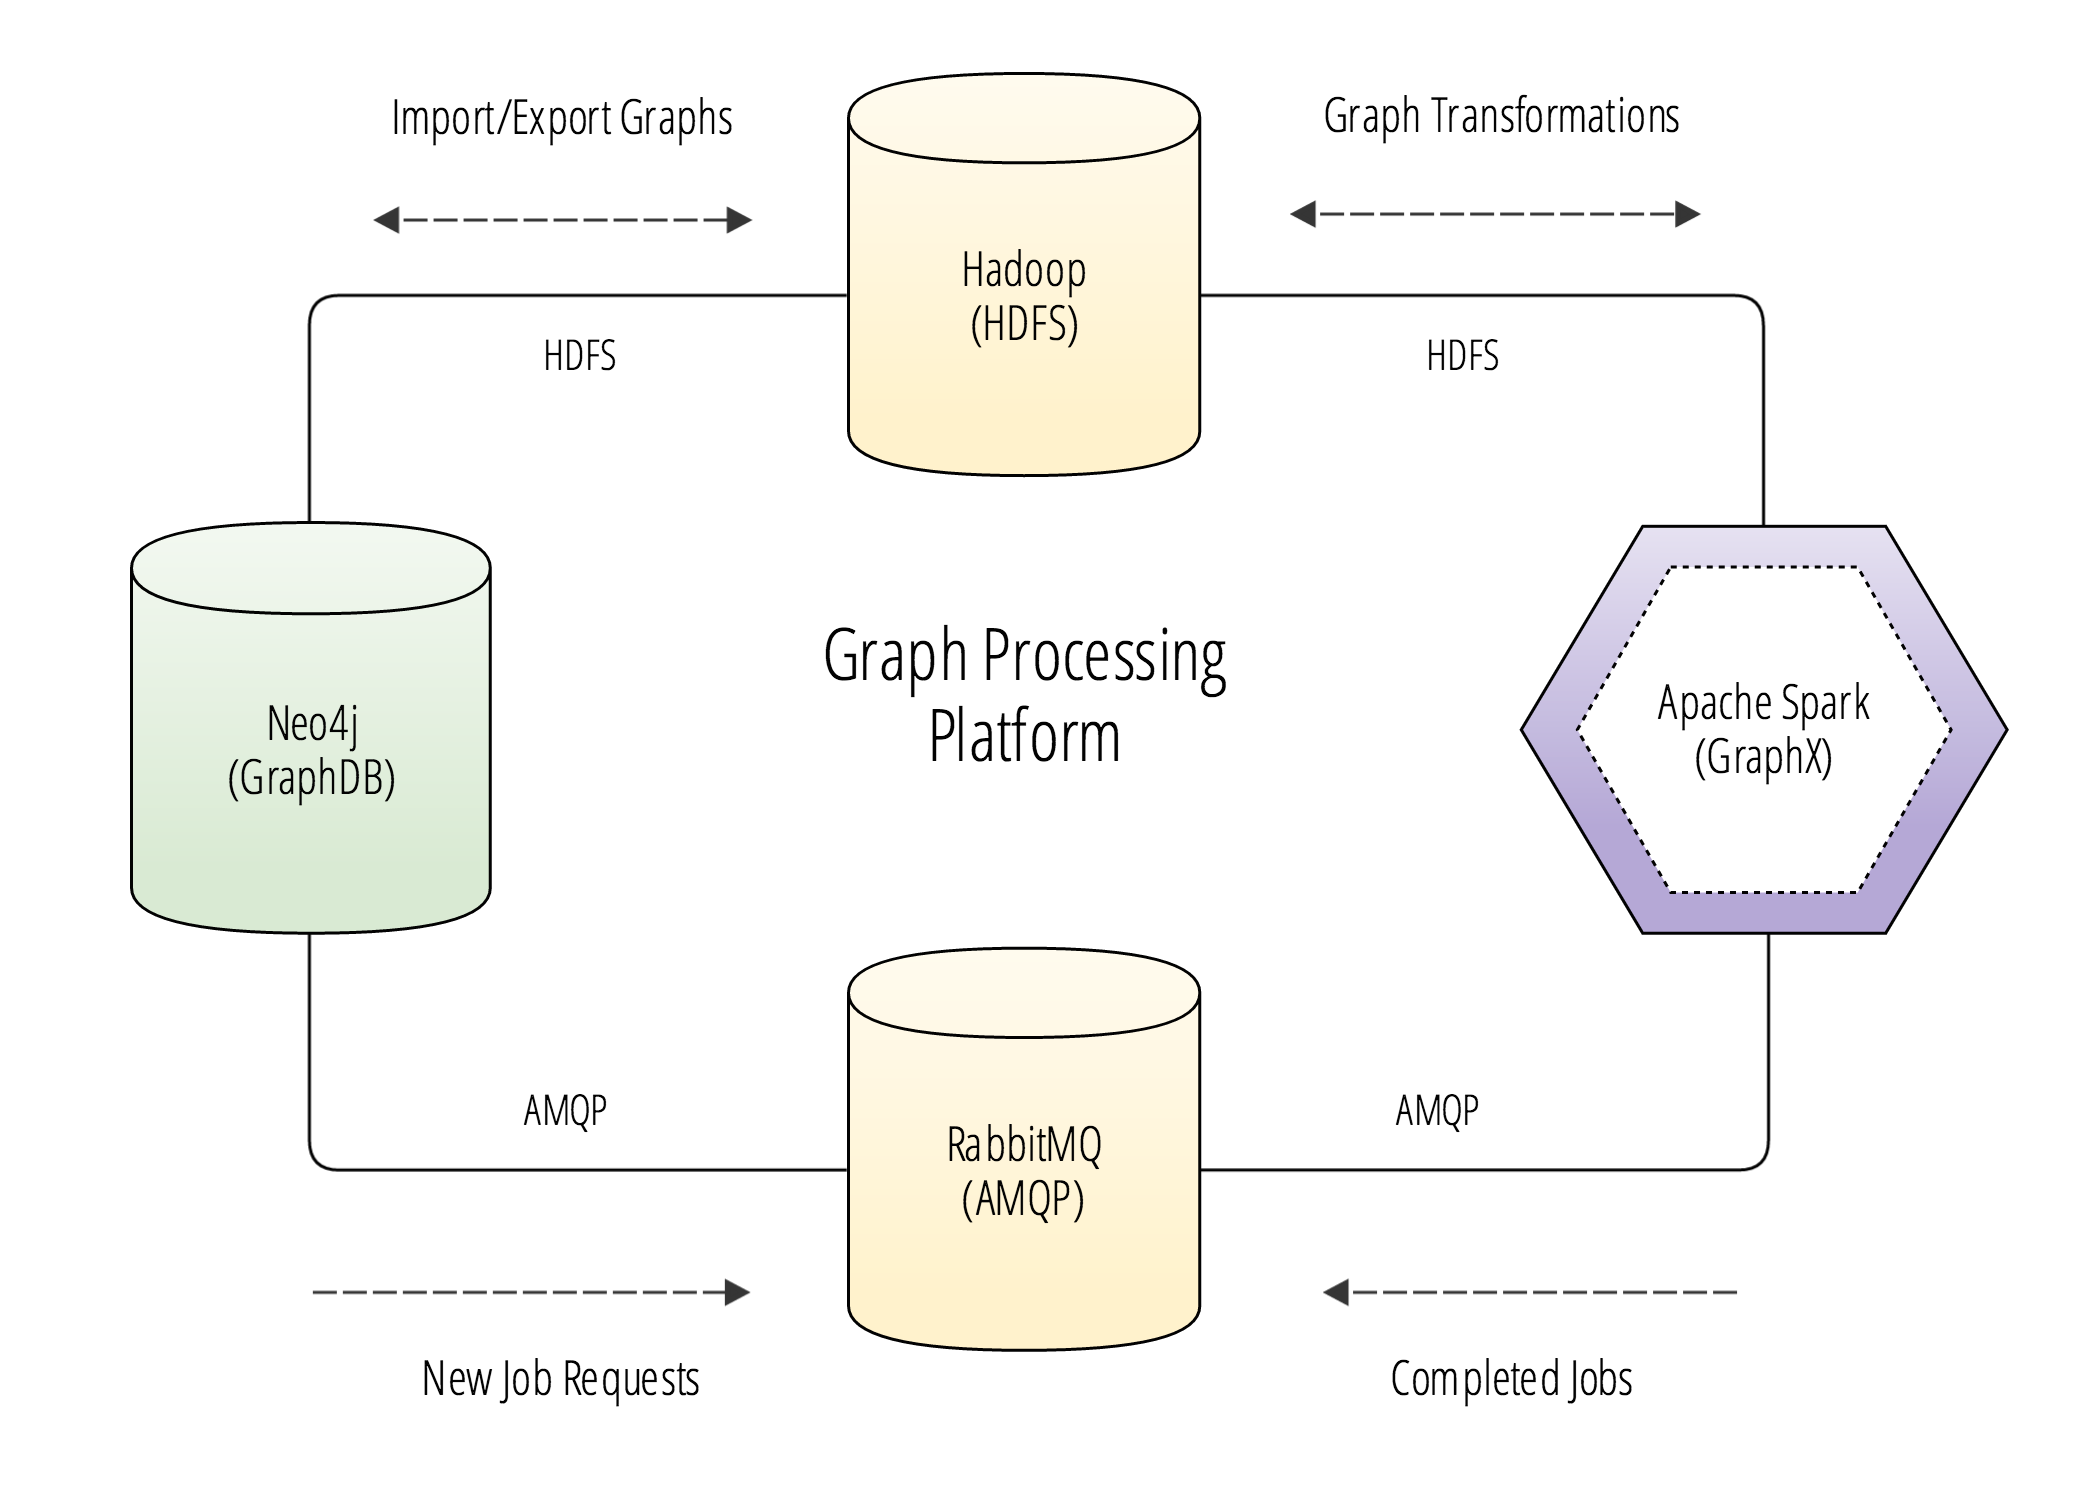 Import/Export Graphs
Graph Transformations
Hadoop
(HDFS)
HDFS
HDFS
Neo4j
(GraphDB)
Graph Processing
Platform
Apache Spark
(GraphX)
AMQP
AMQP
RabbitMQ
(AMQP)
New Job Requests
Completed Jobs